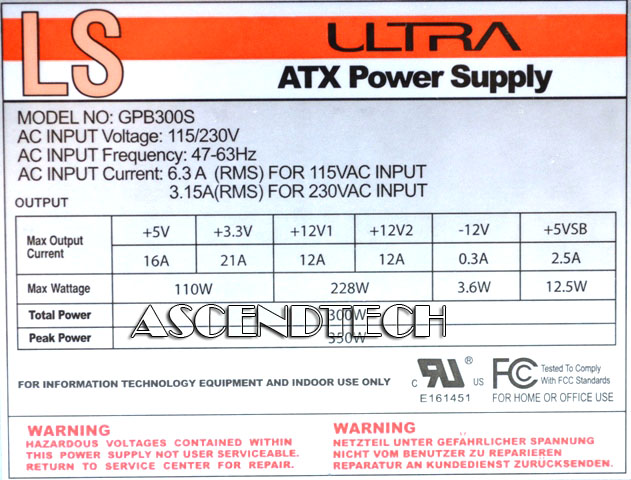 LS
ULTRA
ATX Power Supply
MODEL NO: GPB300S
AC INPUT Voltage: 115/230V
AC INPUT Frequency: 47-63Hz
AC INPUT Current: 6.3 A (RMS) FOR 115VAC INPUT
3.15A(RMS) FOR 230VAC INPUT
OUTPUT
Max Output Current +5V +3.3V +12V1 +12V2 -12V +5VSB
16A 21A 12A 12A 0.3A 2.5A
Max Wattage 110W 228W 3.6W 12.5W
Total Power 300W
Peak Power 350W
ASCENDTECH
FOR INFORMATION TECHNOLOGY EQUIPMENT AND INDOOR USE ONLY
C RU US
E161451
FC Tested To Comply
With FCC Standards
FOR HOME OR OFFICE USE
WARNING
HAZARDOUS VOLTAGES CONTAINED WITHIN
THIS POWER SUPPLY NOT USER SERVICEABLE.
RETURN TO SERVICE CENTER FOR REPAIR.
WARNING
NETZTEIL UNTER GEFAHRLICHER SPANNUNG
NICHT VOM BENUTZER ZU REPARIEREN
REPARATUR AN KUNDEDIENST ZURUCKSENDEN.